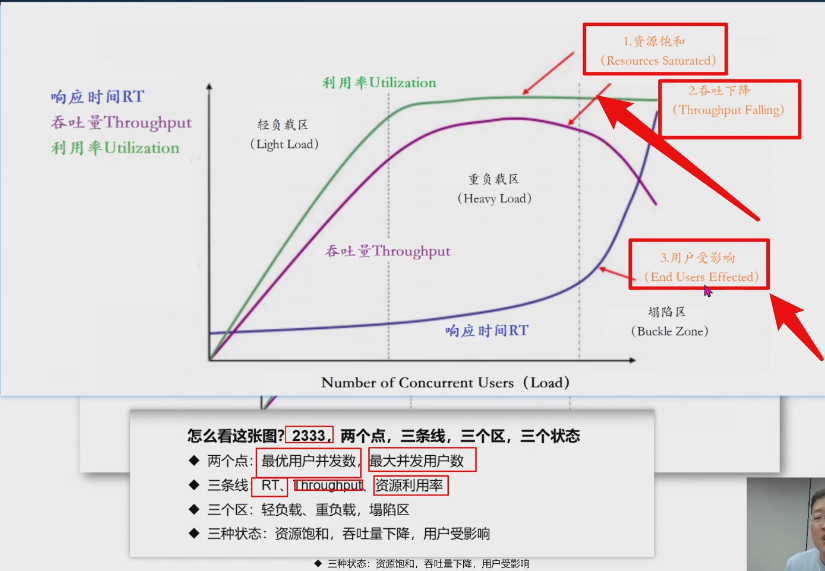 1.资源饱和
(Resources Saturated)
利用率Utilization
2.吞吐下降
(Throughput Falling)
响应时间RT
吞吐量Throughput
利用率Utilization
轻负载区
(Light Load)
重负载区
(Heavy Load)
吞吐量Throughput
3.用户受影响
(End Users Effected)
塌陷区
(Buckle Zone)
响应时间RT
Number of Concurrent Users (Load)
怎么看这张图?2333,两个点,三条线,三个区,三个状态
◆ 两个点:最优用户并发数,最大并发用户数
◆ 三条线 RT、Throughput、资源利用率
◆ 三个区:轻负载、重负载,塌陷区
◆ 三种状态:资源饱和,吞吐量下降,用户受影响
◆ 三种状态:资源饱和,吞吐量下降,用户受影响